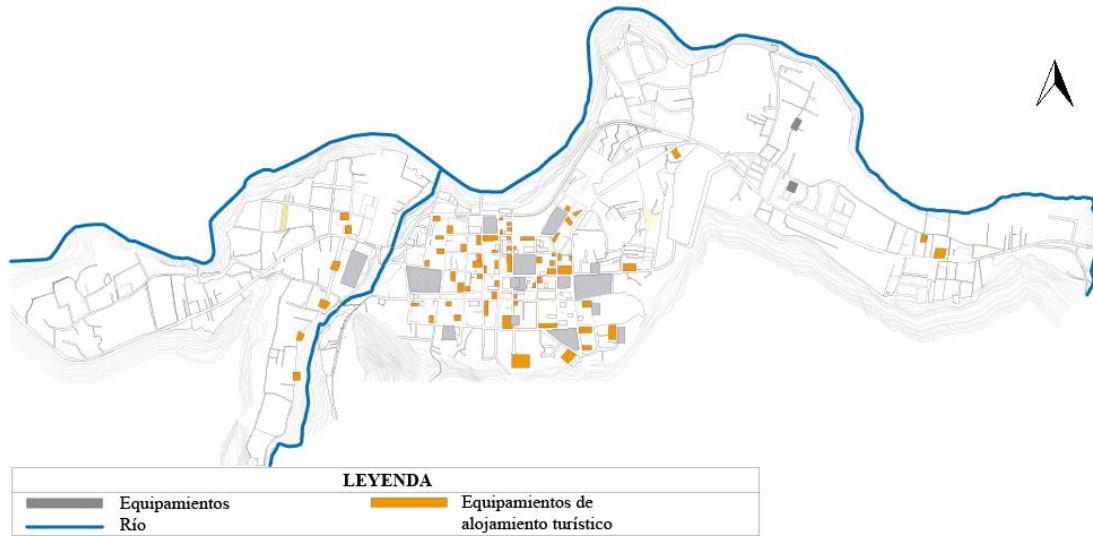 LEYENDA
Equipamientos
Río
Equipamientos de
alojamiento turístico